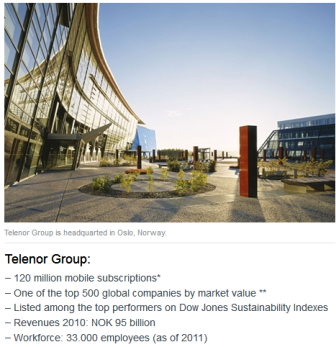 Telenor Group is headquarted in Oslo, Norway.
Telenor Group:
– 120 million mobile subscriptions*
– One of the top 500 global companies by market value **
– Listed among the top performers on Dow Jones Sustainability Indexes
– Revenues 2010: NOK 95 billion
– Workforce: 33.000 employees (as of 2011)